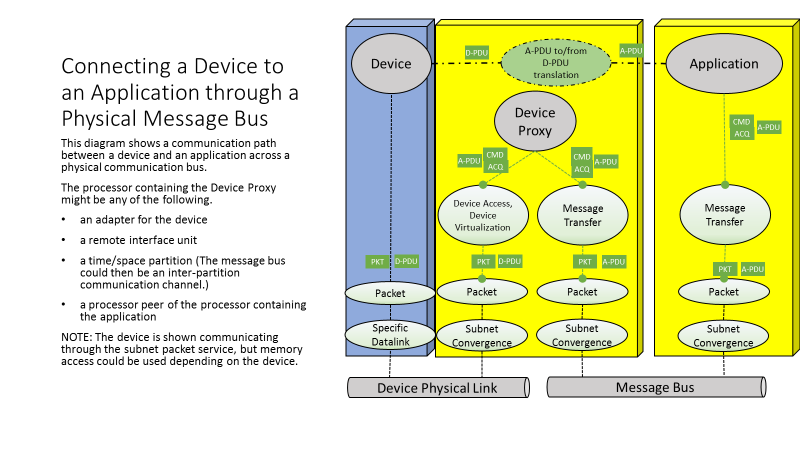 Connecting a Device to
an Application through a
Physical Message Bus
This diagram shows a communication path
between a device and an application across a
physical communication bus.
The processor containing the Device Proxy
might be any of the following.
• an adapter for the device
• a remote interface unit
• a time/space partition (The message bus
could then be an inter-partition
communication channel.)
• a processor peer of the processor containing
the application
NOTE: The device is shown communicating
through the subnet packet service, but memory
access could be used depending on the device.
Device
D-PDU
A-PDU to/from
D-PDU
translation
A-PDU
Application
Device
Proxy
CMD
ACQ
A-PDU
A-PDU
CMD
ACQ
CMD
ACQ
A-PDU
Device Access,
Device
Virtualization
Message
Transfer
Message
Transfer
PKT
D-PDU
PKT
D-PDU
PKT
A-PDU
PKT
A-PDU
Packet
Packet
Packet
Packet
Specific
Datalink
Subnet
Convergence
Subnet
Convergence
Subnet
Convergence
Device Physical Link
Message Bus